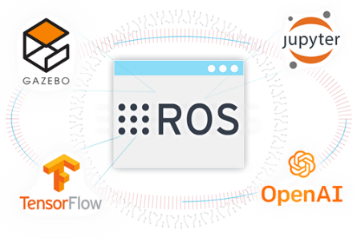 GAZEBO
jupyter
ROS
TensorFlow
OpenAI